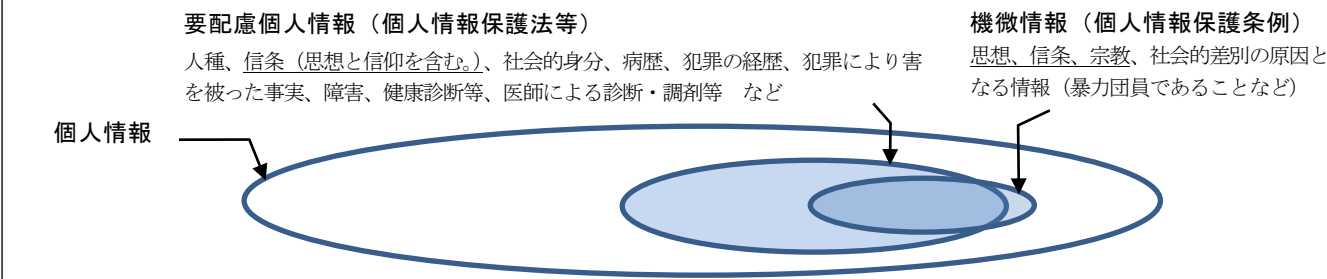 要配慮個人情報（個人情報保護法等）
人種、信条（思想と信仰を含む。）、社会的身分、病歴、犯罪の経歴、犯罪により害
を被った事実、障害、健康診断等、医師による診断・調剤等　など
機微情報（個人情報保護条例）
思想、信条、宗教、社会的差別の原因と
なる情報（暴力団員であることなど）
個人情報